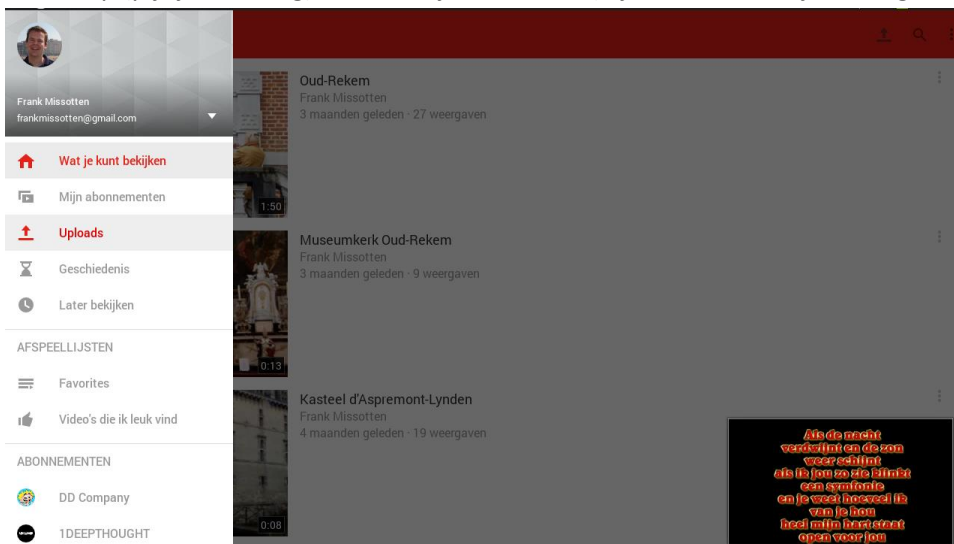 Frank Missotten
frankmissotten@gmail.com
Wat je kunt bekijken
Mijn abonnementen
Uploads
Geschiedenis
Later bekijken
AFSPEELLIJSTEN
Favorites
Video's die ik leuk vind
ABONNEMENTEN
DD Company
1DEEPTHOUGHT
Oud-Rekem
Frank Missotten
3 maanden geleden · 27 weergaven
1:50
Museumkerk Oud-Rekem
Frank Missotten
3 maanden geleden · 9 weergaven
0:13
Kasteel d'Aspremont-Lynden
Frank Missotten
4 maanden geleden · 19 weergaven
0:08
Als de nacht
verdwijnt en de zon
weer schijnt
als ik jou zo zie klinkt
een symfonie
en je weet hoeveel ik
van je hou
heel mijn hart staat
open voor jou